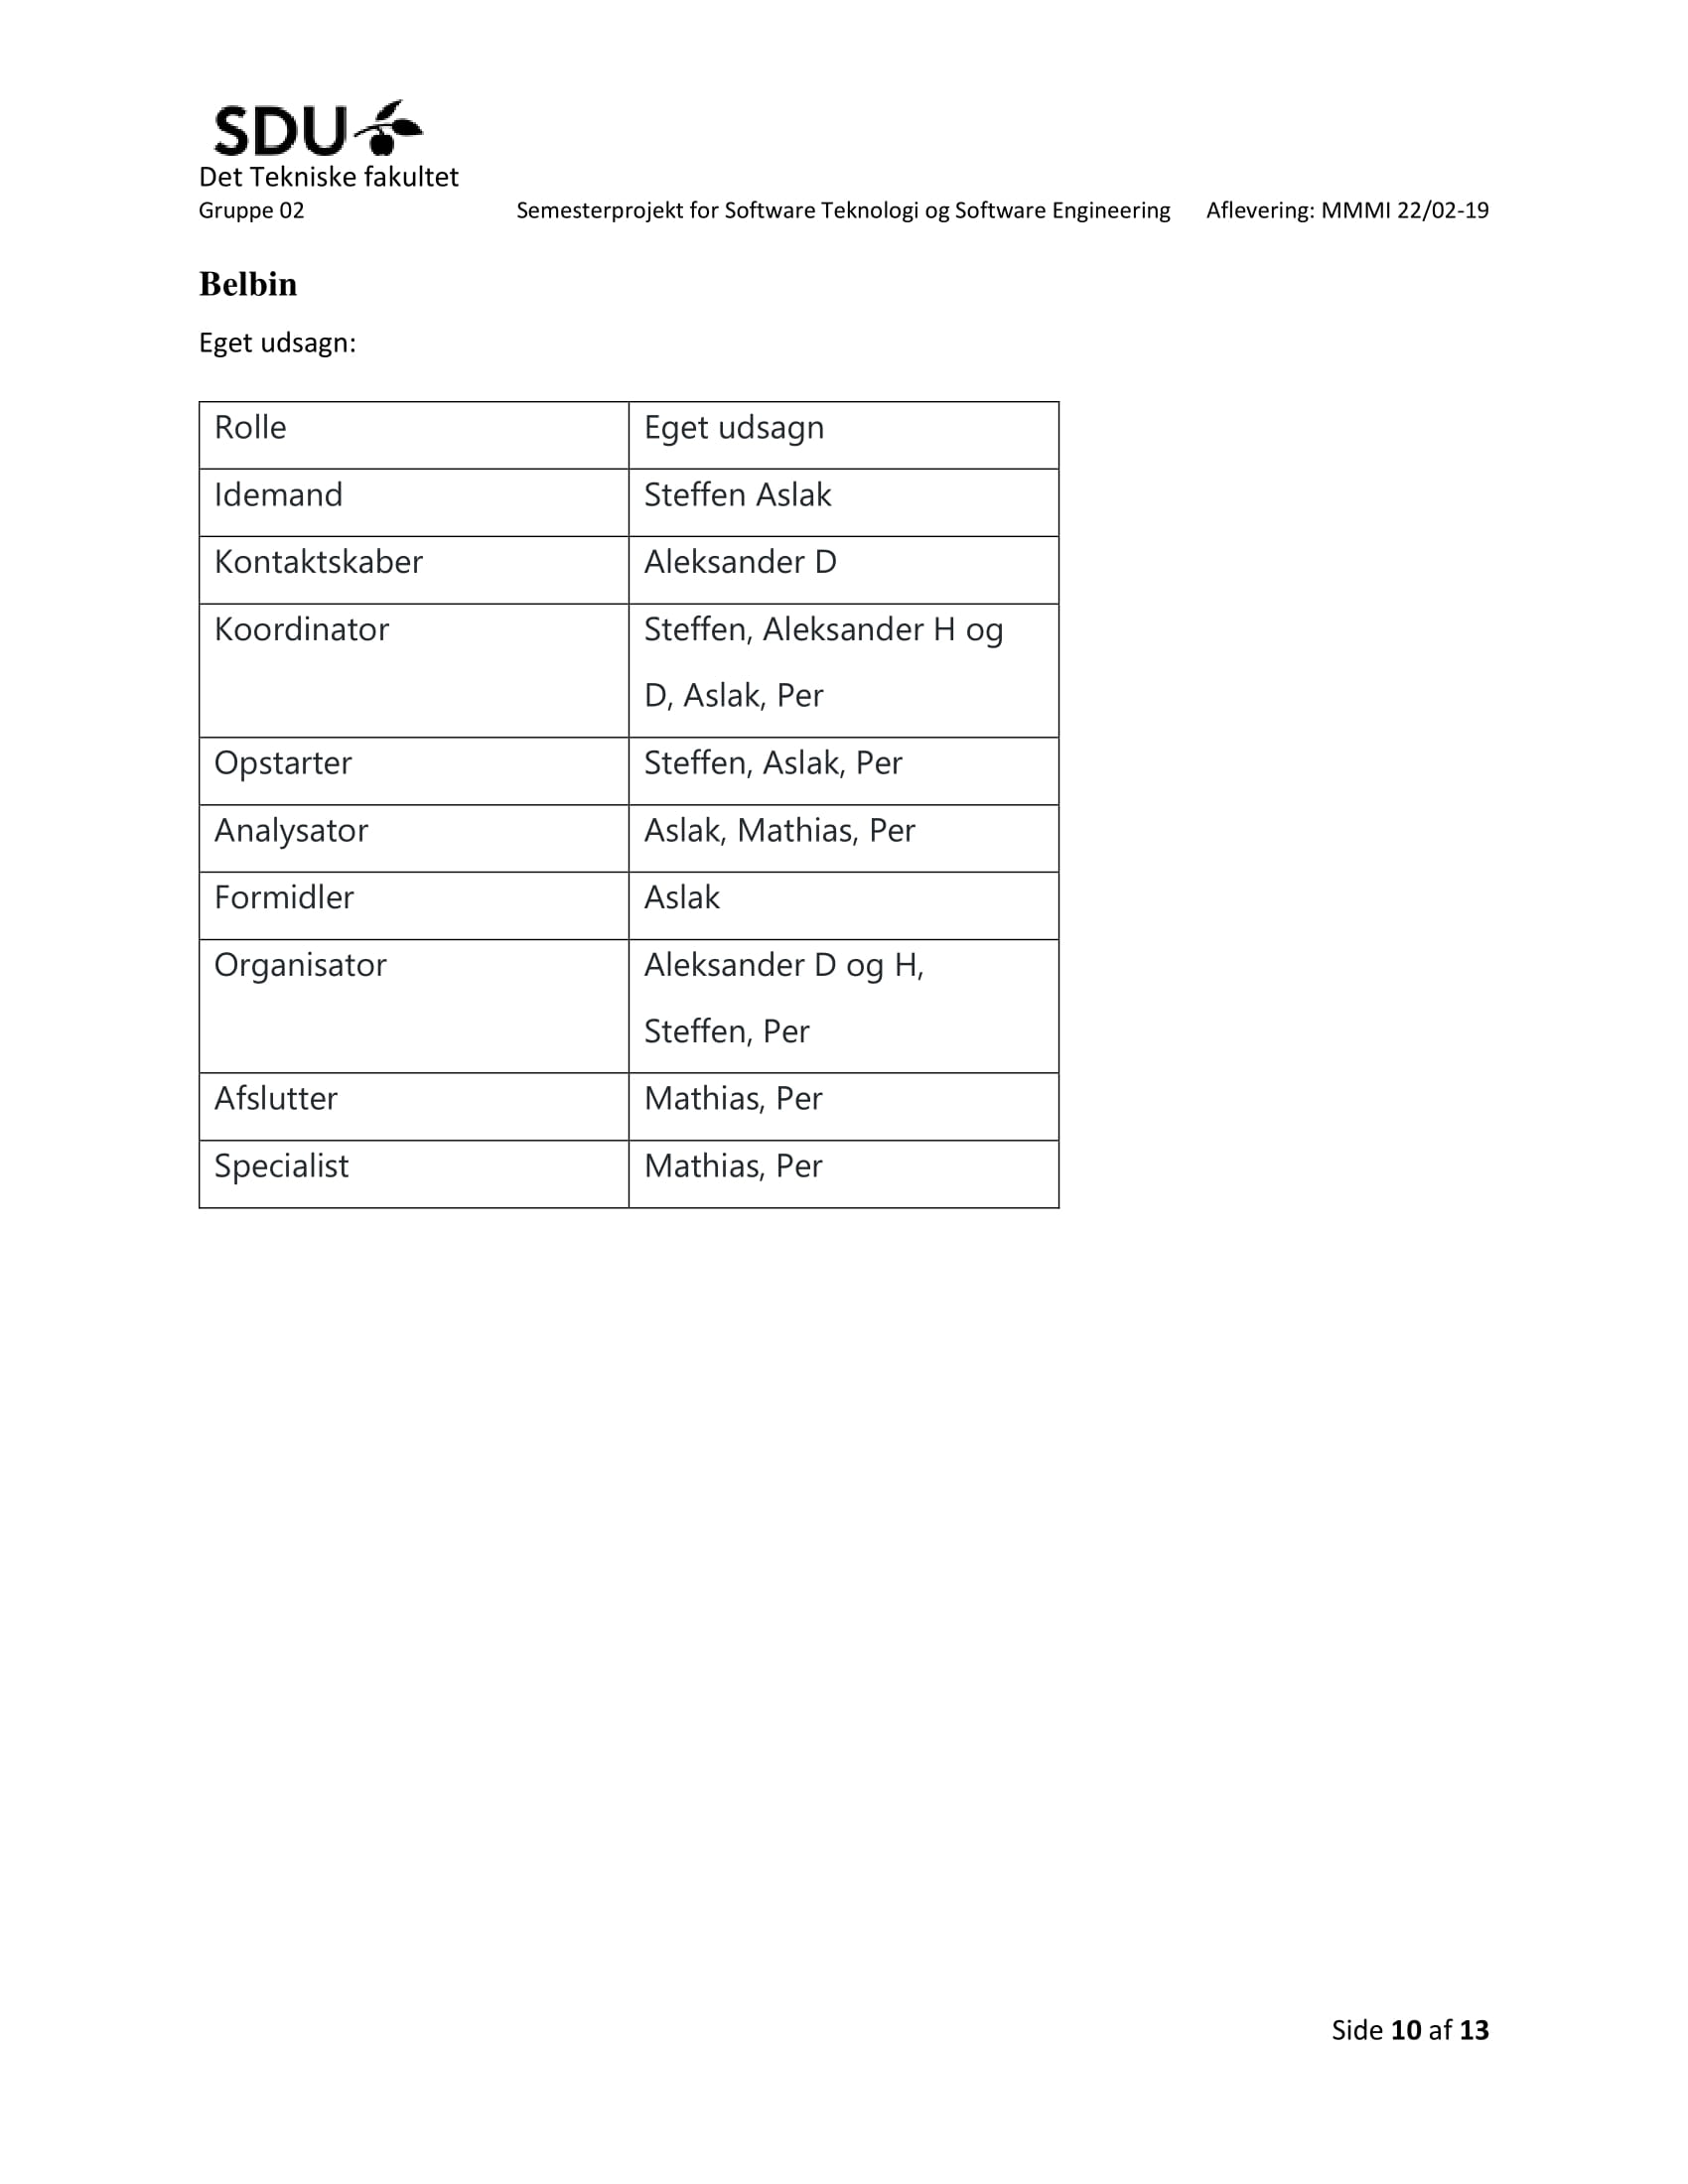 SDU
Det Tekniske fakultet
Gruppe 02 Semesterprojekt for Software Teknologi og Software Engineering Aflevering: MMMI 22/02-19
Belbin
Eget udsagn:
Rolle Eget udsagn
Idemand Steffen Aslak
Kontaktskaber Aleksander D
Koordinator Steffen, Aleksander H og
D, Aslak, Per
Opstarter Steffen, Aslak, Per
Analysator Aslak, Mathias, Per
Formidler Aslak
Organisator Aleksander D og H,
Steffen, Per
Afslutter Mathias, Per
Specialist Mathias, Per
Side 10 af 13